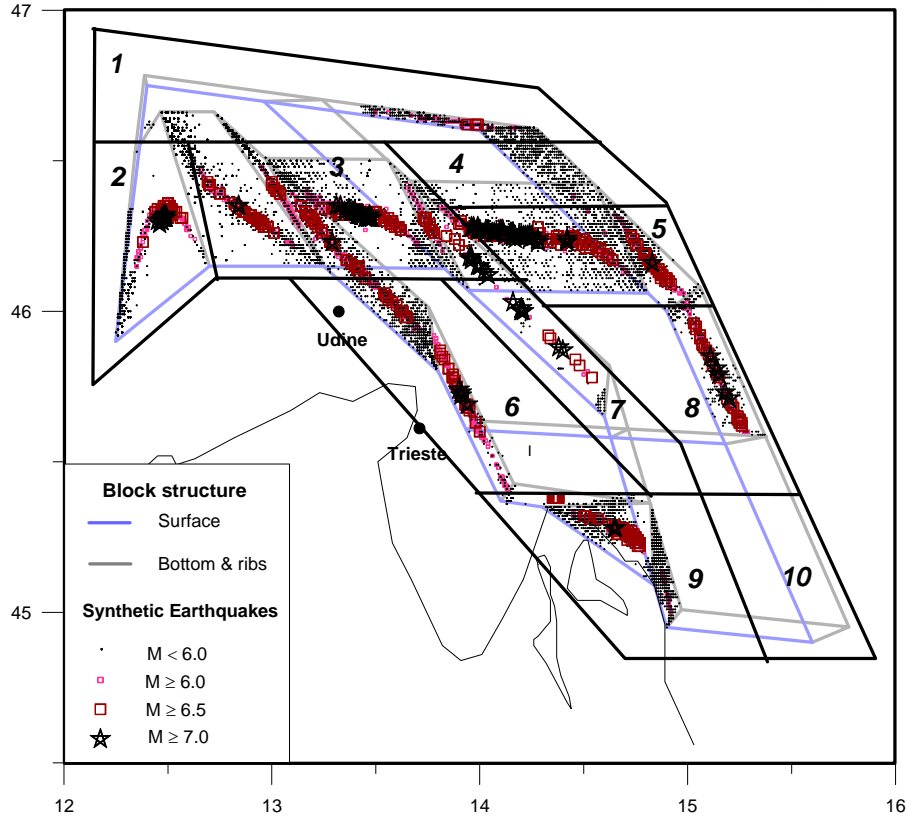 47
1
2
3
4
5
46
Udine
6
7
8
Trieste
Block structure
Surface
Bottom & ribs
9
10
45
Synthetic Earthquakes
M < 6.0
M ≥ 6.0
M ≥ 6.5
M ≥ 7.0
12 13 14 15 16